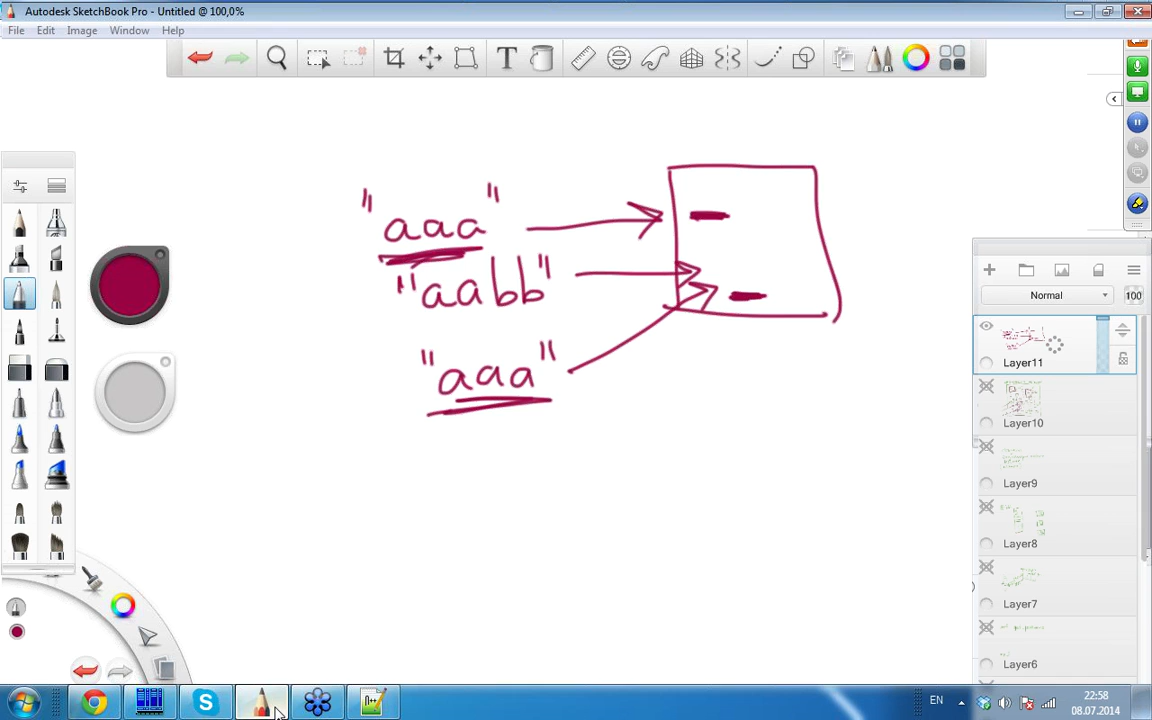 Autodesk SketchBook Pro - Untitled @ 100,0%
File Edit Image Window Help
T
"aaa"
"aabb"
"aaa"
Normal 100
Layer11
Layer10
Layer9
Layer8
Layer7
Layer6
EN
22:58
08.07.2014